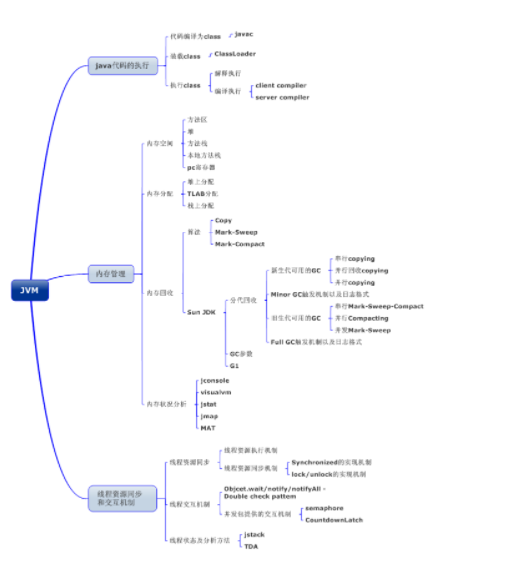 代码编译为class
javac
装载class
ClassLoader
java代码的执行
解释执行
执行class
编译执行
client compiler
server compiler
方法区
堆
内存空间
方法栈
本地方法栈
pc寄存器
堆上分配
内存分配
TLAB分配
栈上分配
Copy
算法
Mark-Sweep
Mark-Compact
内存管理
JVM
内存回收
Sun JDK
分代回收
新生代可用的GC
串行copying
并行回收copying
并行copying
Minor GC触发机制以及日志格式
旧生代可用的GC
串行Mark-Sweep-Compact
并行Compacting
并发Mark-Sweep
Full GC触发机制以及日志格式
GC参数
G1
内存状况分析
jconsole
visualvm
jstat
jmap
MAT
线程资源同步
和交互机制
线程资源同步
线程资源执行机制
线程资源同步机制
Synchronized的实现机制
lock/unlock的实现机制
线程交互机制
Objcet.wait/notify/notifyAll -
Double check pattern
并发包提供的交互机制
semaphore
CountdownLatch
线程状态及分析方法
jstack
TDA